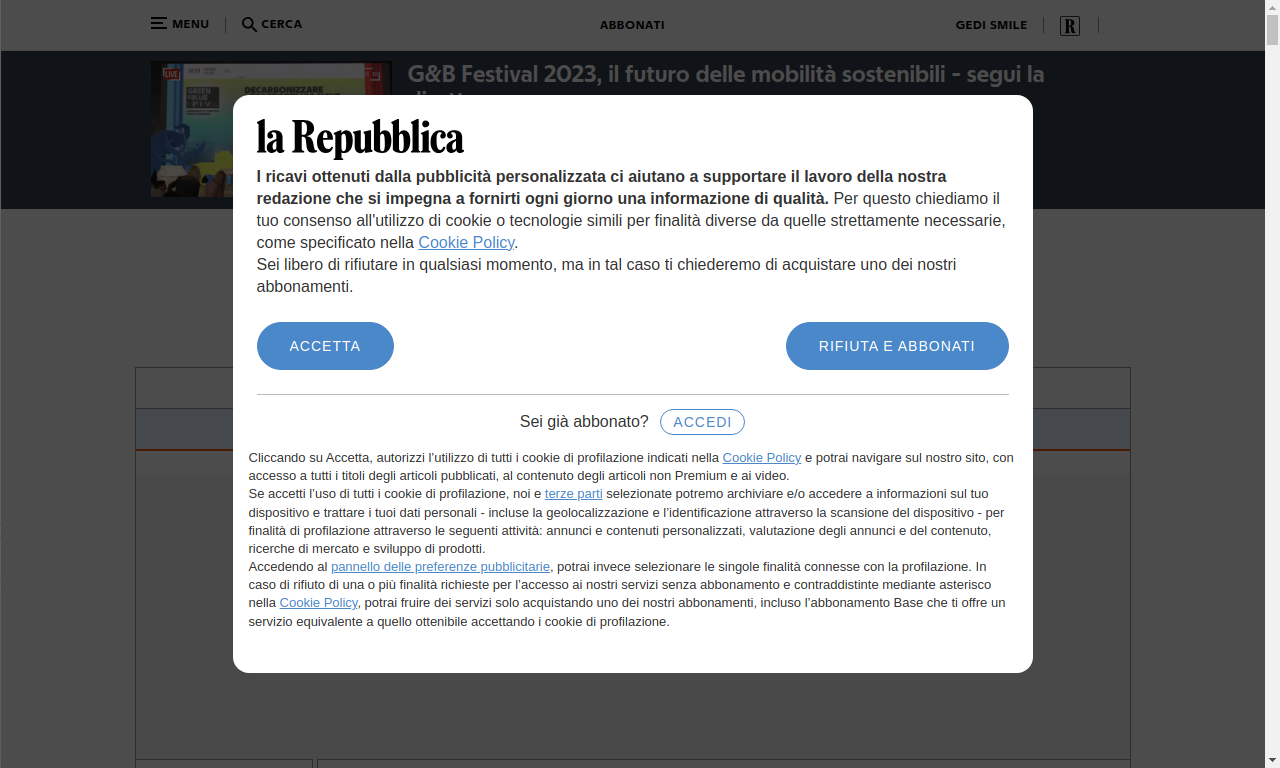 MENU
CERCA
ABBONATI
GEDI SMILE
R
LIVE
DECARBONIZZARE
G&B Festival 2023, il futuro delle mobilità sostenibili - segui la
la Repubblica
I ricavi ottenuti dalla pubblicità personalizzata ci aiutano a supportare il lavoro della nostra
redazione che si impegna a fornirti ogni giorno una informazione di qualità. Per questo chiediamo il
tuo consenso all'utilizzo di cookie o tecnologie simili per finalità diverse da quelle strettamente necessarie,
come specificato nella Cookie Policy.
Sei libero di rifiutare in qualsiasi momento, ma in tal caso ti chiederemo di acquistare uno dei nostri
abbonamenti.
ACCETTA
RIFIUTA E ABBONATI
Sei già abbonato?
ACCEDI
Cliccando su Accetta, autorizzi l’utilizzo di tutti i cookie di profilazione indicati nella Cookie Policy e potrai navigare sul nostro sito, con
accesso a tutti i titoli degli articoli pubblicati, al contenuto degli articoli non Premium e ai video.
Se accetti l’uso di tutti i cookie di profilazione, noi e terze parti selezionate potremo archiviare e/o accedere a informazioni sul tuo
dispositivo e trattare i tuoi dati personali - incluse la geolocalizzazione e l’identificazione attraverso la scansione del dispositivo - per
finalità di profilazione attraverso le seguenti attività: annunci e contenuti personalizzati, valutazione degli annunci e del contenuto,
ricerche di mercato e sviluppo di prodotti.
Accedendo al pannello delle preferenze pubblicitarie, potrai invece selezionare le singole finalità connesse con la profilazione. In
caso di rifiuto di una o più finalità richieste per l’accesso ai nostri servizi senza abbonamento e contraddistinte mediante asterisco
nella Cookie Policy, potrai fruire dei servizi solo acquistando uno dei nostri abbonamenti, incluso l’abbonamento Base che ti offre un
servizio equivalente a quello ottenibile accettando i cookie di profilazione.